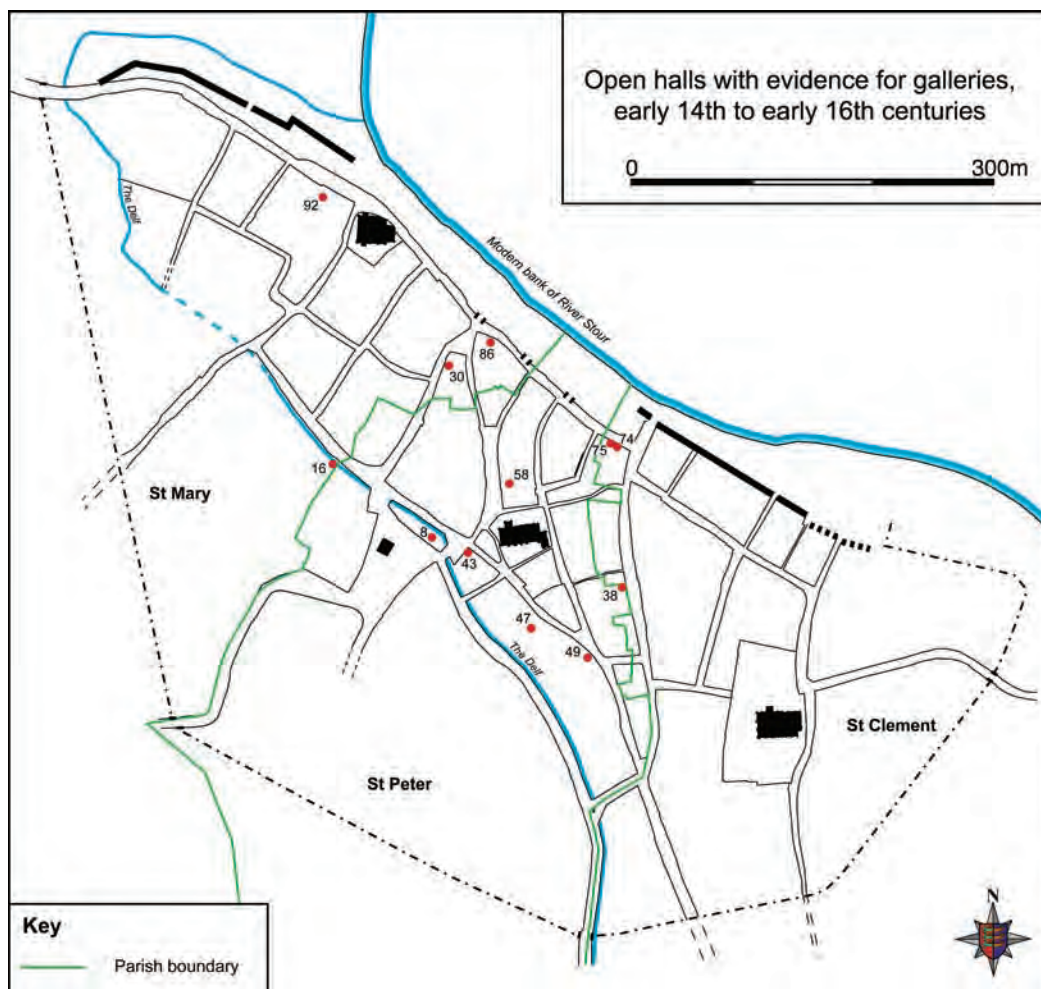 Open halls with evidence for galleries,
early 14th to early 16th centuries
0 300m
The Delf
92
Modern bank of River Stour
86
30
75
74
16
58
St Mary
8
43
38
47
49
The Delf
St Clement
St Peter
N
Key
Parish boundary